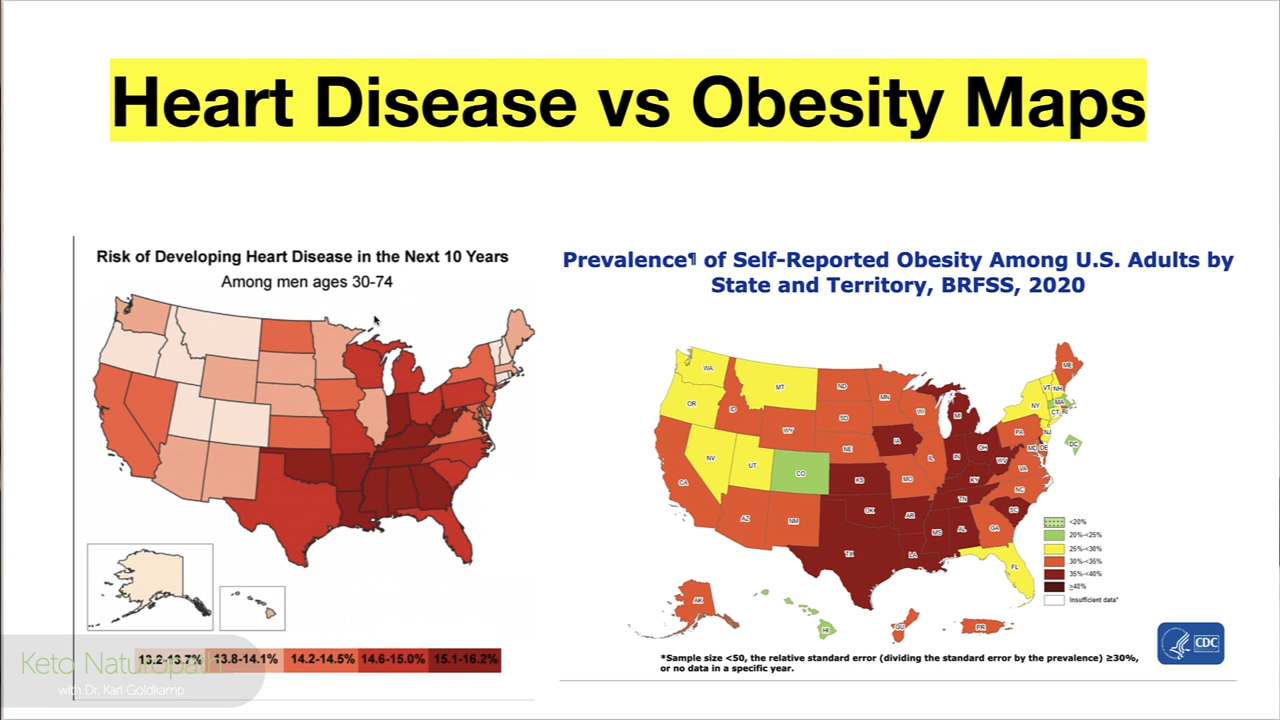 Heart Disease vs Obesity Maps
Risk of Developing Heart Disease in the Next 10 Years
Among men ages 30-74
13.2-13.7% 13.8-14.1% 14.2-14.5% 14.6-15.0% 15.1-16.2%
Keto Naturopath
with Dr. Karl Goldkamp
Prevalence¶ of Self-Reported Obesity Among U.S. Adults by
State and Territory, BRFSS, 2020
WA
MT
ND
MN
ME
VT
NH
OR
ID
SD
WI
MI
NY
MA
CT
RI
WY
IA
PA
NJ
NE
NV
UT
CO
IL
IN
OH
MD
DE
DC
WV
VA
CA
KS
MO
KY
NC
TN
AZ
NM
OK
AR
SC
MS
AL
GA
TX
LA
FL
AK
HI
GU
PR
<20%
20%-<25%
25%-<30%
30%-<35%
35%-<40%
≥40%
Insufficient data*
CDC
*Sample size <50, the relative standard error (dividing the standard error by the prevalence) ≥30%,
or no data in a specific year.